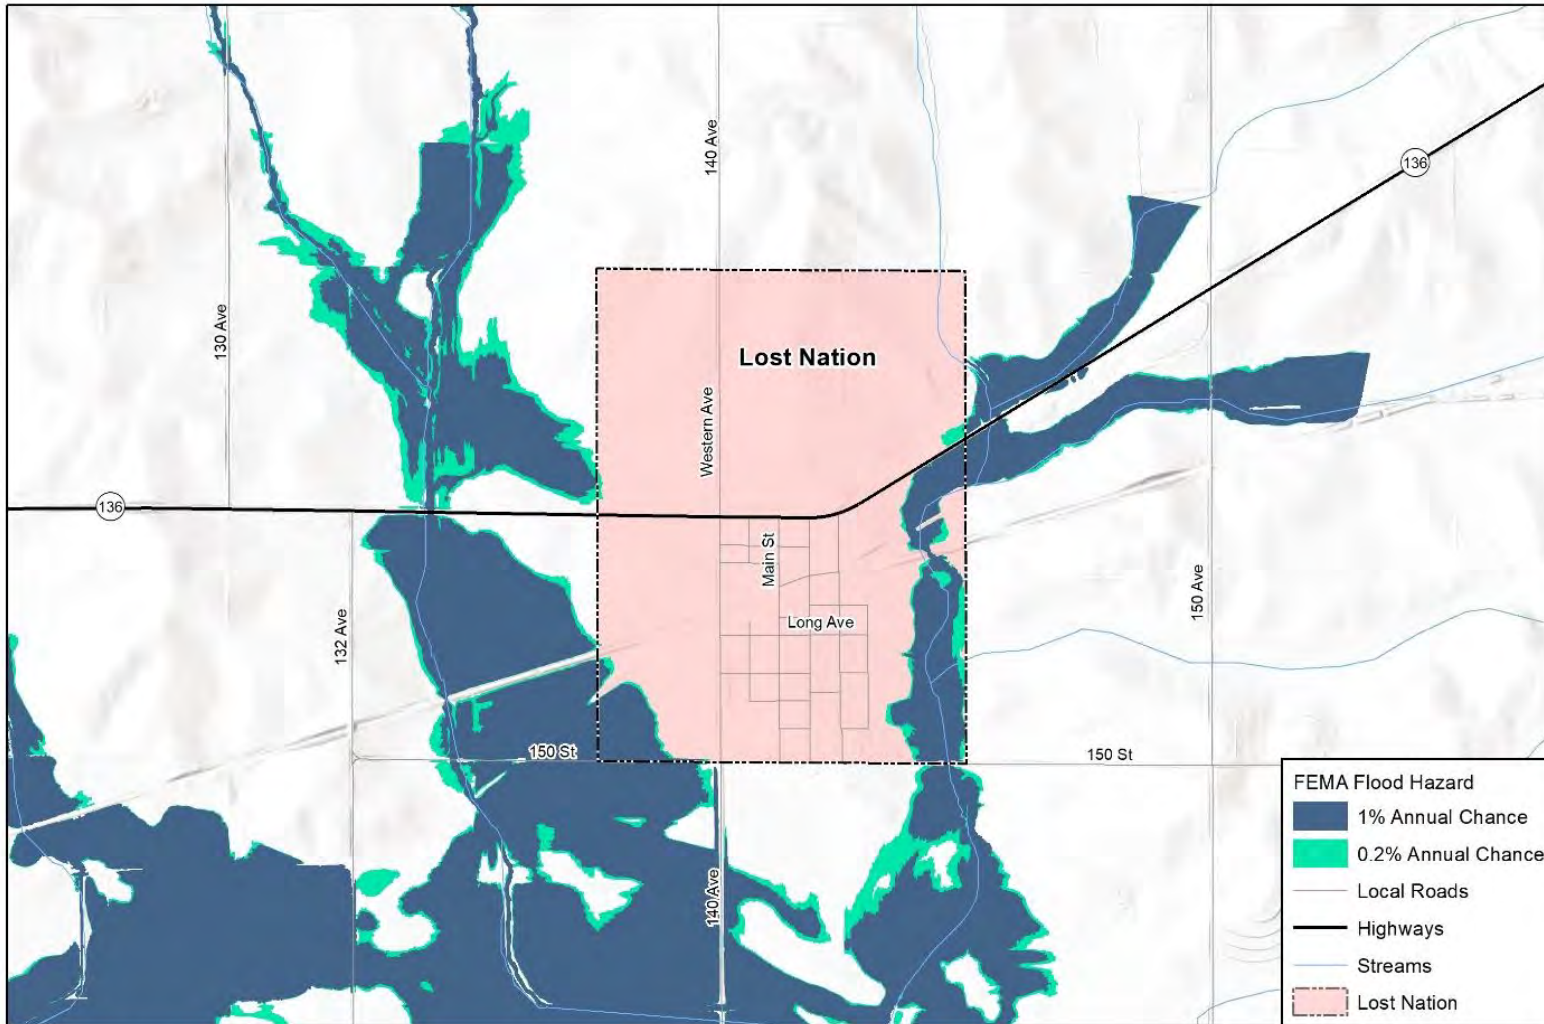 140 Ave
136
130 Ave
Lost Nation
Western Ave
136
Main St
150 Ave
132 Ave
Long Ave
150 St
150 St
140 Ave
FEMA Flood Hazard
1% Annual Chance
0.2% Annual Chance
Local Roads
Highways
Streams
Lost Nation